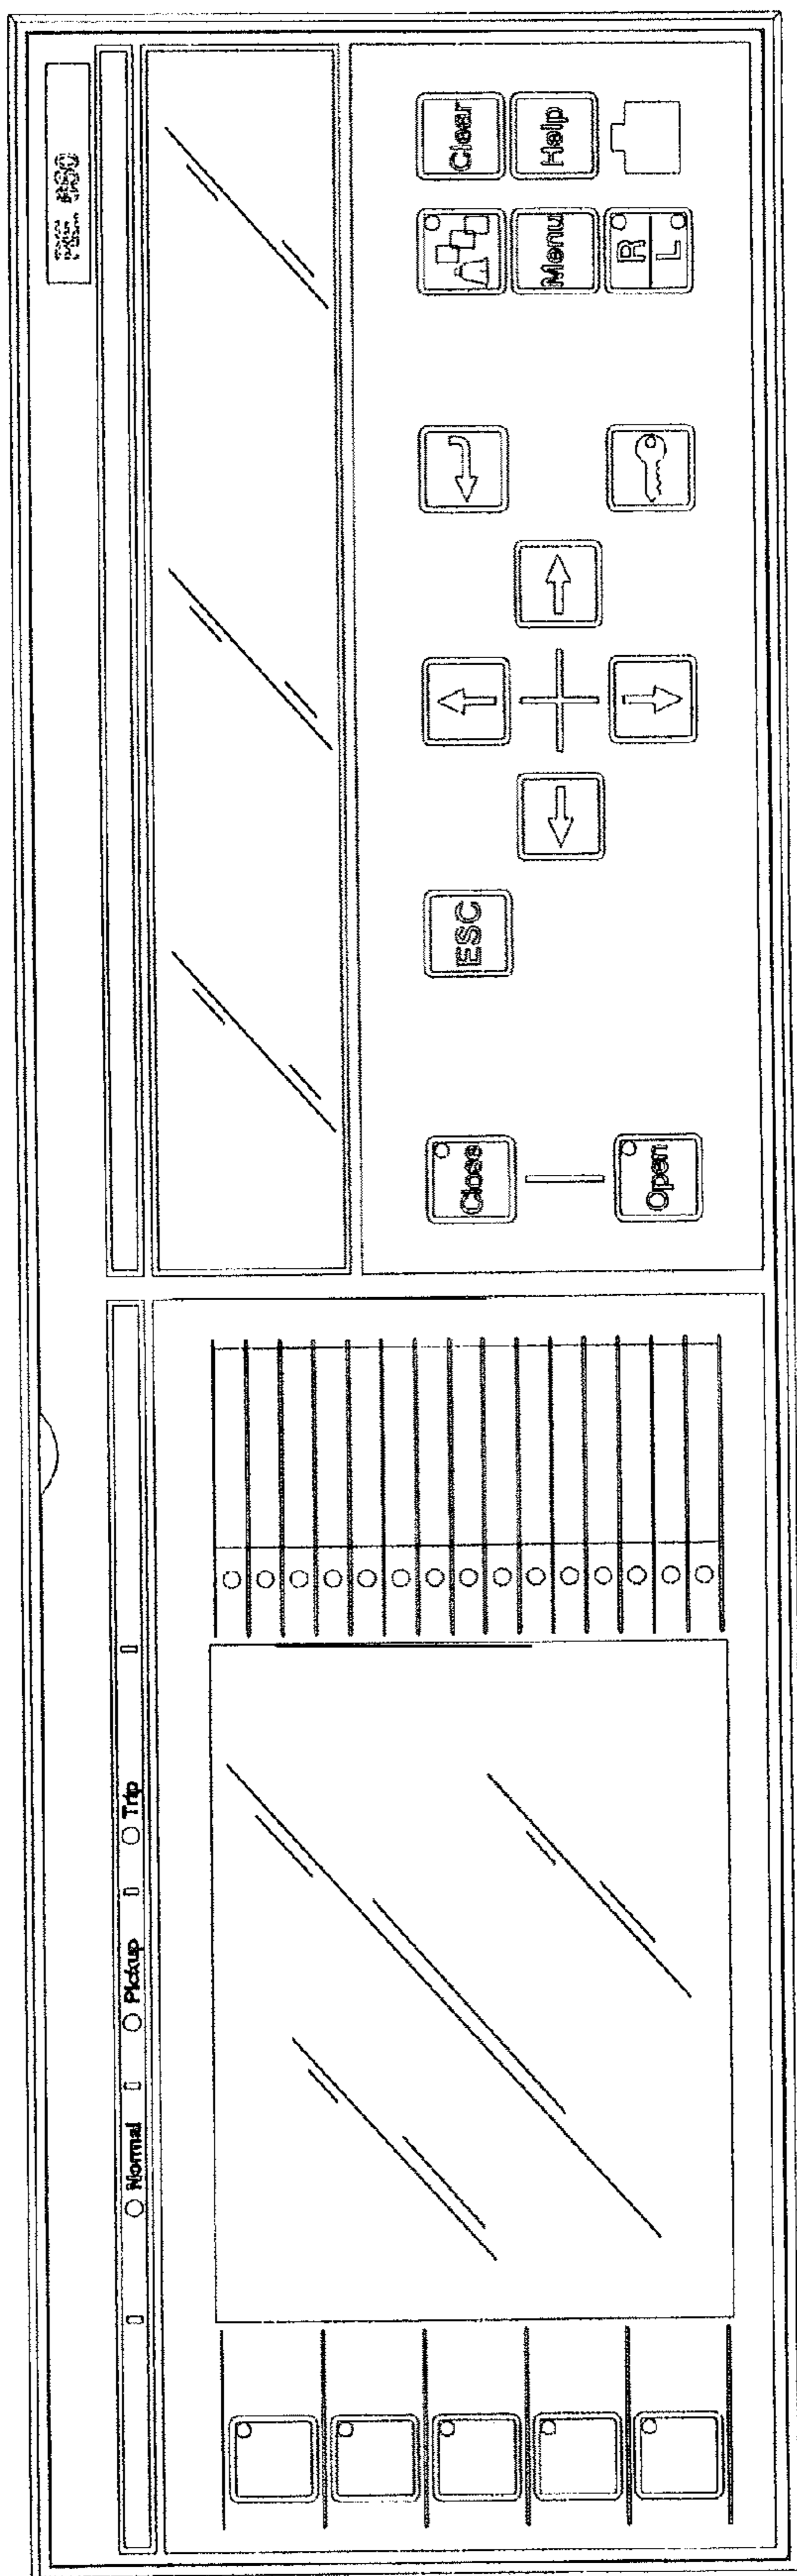 Normal
Pickup
Trip
Close
Open
ESC
Clear
Menu
Help
R
L